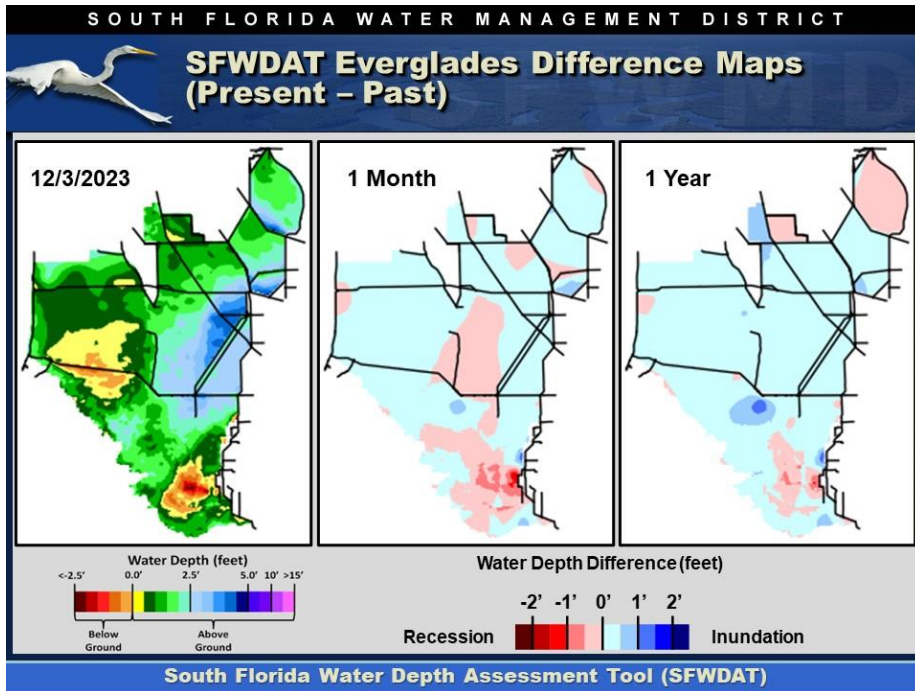 SOUTH FLORIDA WATER MANAGEMENT DISTRICT
SFWDAT Everglades Difference Maps
(Present – Past)
SFWMD
12/3/2023
1 Month
1 Year
Water Depth (feet)
<-2.5' 0.0' 2.5' 5.0' 10' >15'
Below
Ground
Above
Ground
Water Depth Difference (feet)
-2' -1' 0' 1' 2'
Recession
Inundation
South Florida Water Depth Assessment Tool (SFWDAT)